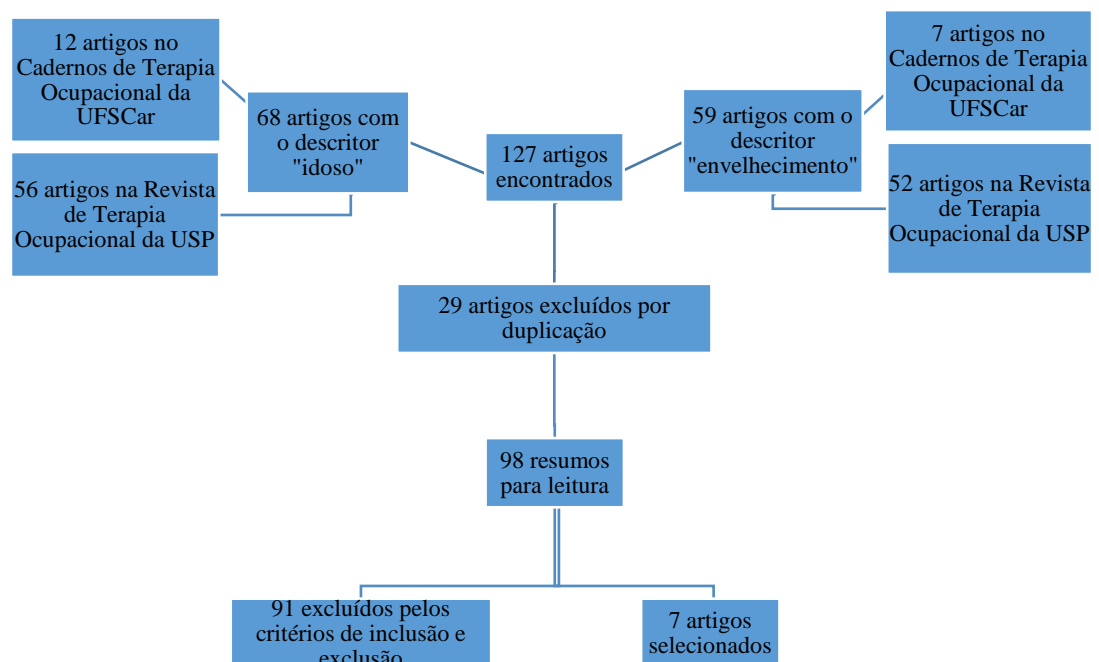 12 artigos no
Cadernos de Terapia
Ocupacional da
UFSCar
56 artigos na Revista
de Terapia
Ocupacional da USP
68 artigos com
o descritor
"idoso"
127 artigos
encontrados
59 artigos com o
descritor
"envelhecimento"
7 artigos no
Cadernos de Terapia
Ocupacional da
UFSCar
52 artigos na Revista
de Terapia
Ocupacional da USP
29 artigos excluídos por
duplicação
98 resumos
para leitura
91 excluídos pelos
critérios de inclusão e
exclusão
7 artigos
selecionados